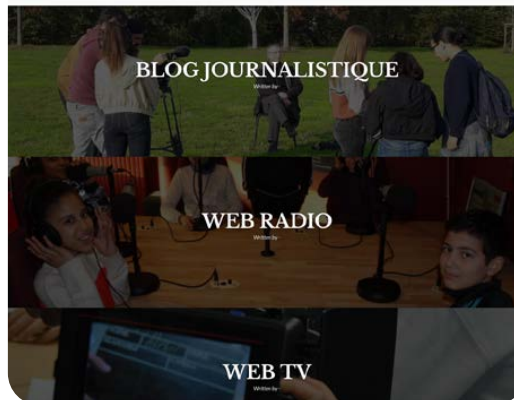 BLOG JOURNALISTIQUE
Written by
WEB RADIO
Written by
WEB TV
Written by